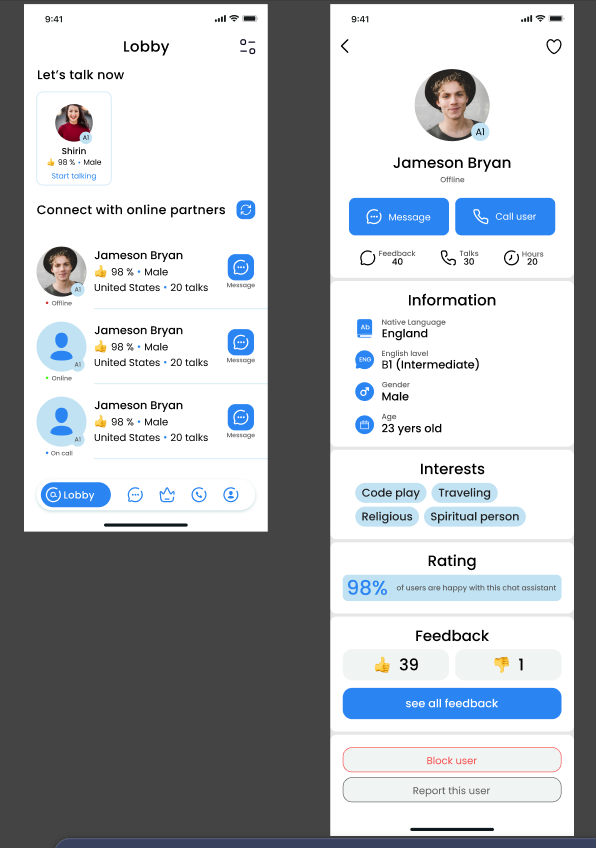 9:41
Lobby
Let's talk now
A1
Shirin
👍 98 % • Male
Start talking
Connect with online partners
Jameson Bryan
👍 98 % • Male
United States • 20 talks
A1
Offline
Message
Jameson Bryan
👍 98 % • Male
United States • 20 talks
A1
Online
Message
Jameson Bryan
👍 98 % • Male
United States • 20 talks
A1
On call
Message
Lobby
9:41
A1
Jameson Bryan
Offline
Message
Call user
Feedback
40
Talks
30
Hours
20
Information
Ab
Native Language
England
ENG
English lavel
B1 (Intermediate)
Gender
Male
Age
23 yers old
Interests
Code play
Traveling
Religious
Spiritual person
Rating
98% of users are happy with this chat assistant
Feedback
👍 39
👎 1
see all feedback
Block user
Report this user